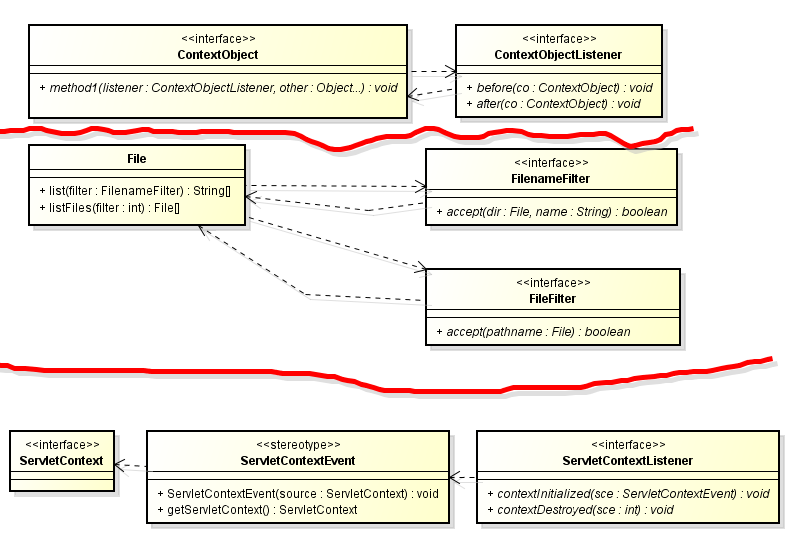 <<interface>>
ContextObject
+ method1(listener : ContextObjectListener, other : Object...) : void
<<interface>>
ContextObjectListener
+ before(co : ContextObject) : void
+ after(co : ContextObject) : void
File
+ list(filter : FilenameFilter) : String[]
+ listFiles(filter : int) : File[]
<<interface>>
FilenameFilter
+ accept(dir : File, name : String) : boolean
<<interface>>
FileFilter
+ accept(pathname : File) : boolean
<<interface>>
ServletContext
<<stereotype>>
ServletContextEvent
+ ServletContextEvent(source : ServletContext) : void
+ getServletContext() : ServletContext
<<interface>>
ServletContextListener
+ contextInitialized(sce : ServletContextEvent) : void
+ contextDestroyed(sce : int) : void